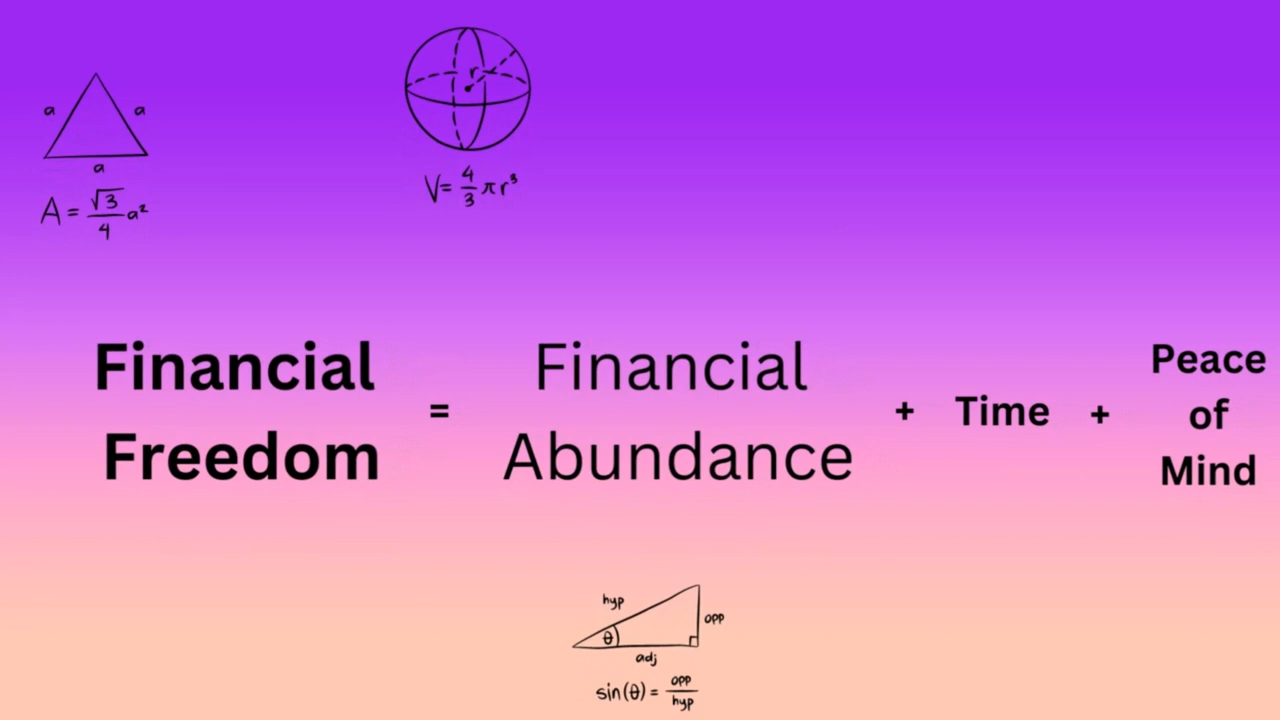 a
a
a
A = √3/4 a²
r
V = 4/3 πr³
Financial
Freedom
=
Financial
Abundance
+
Time
+
Peace
of
Mind
hyp
opp
θ
adj
sin(θ) = opp/hyp